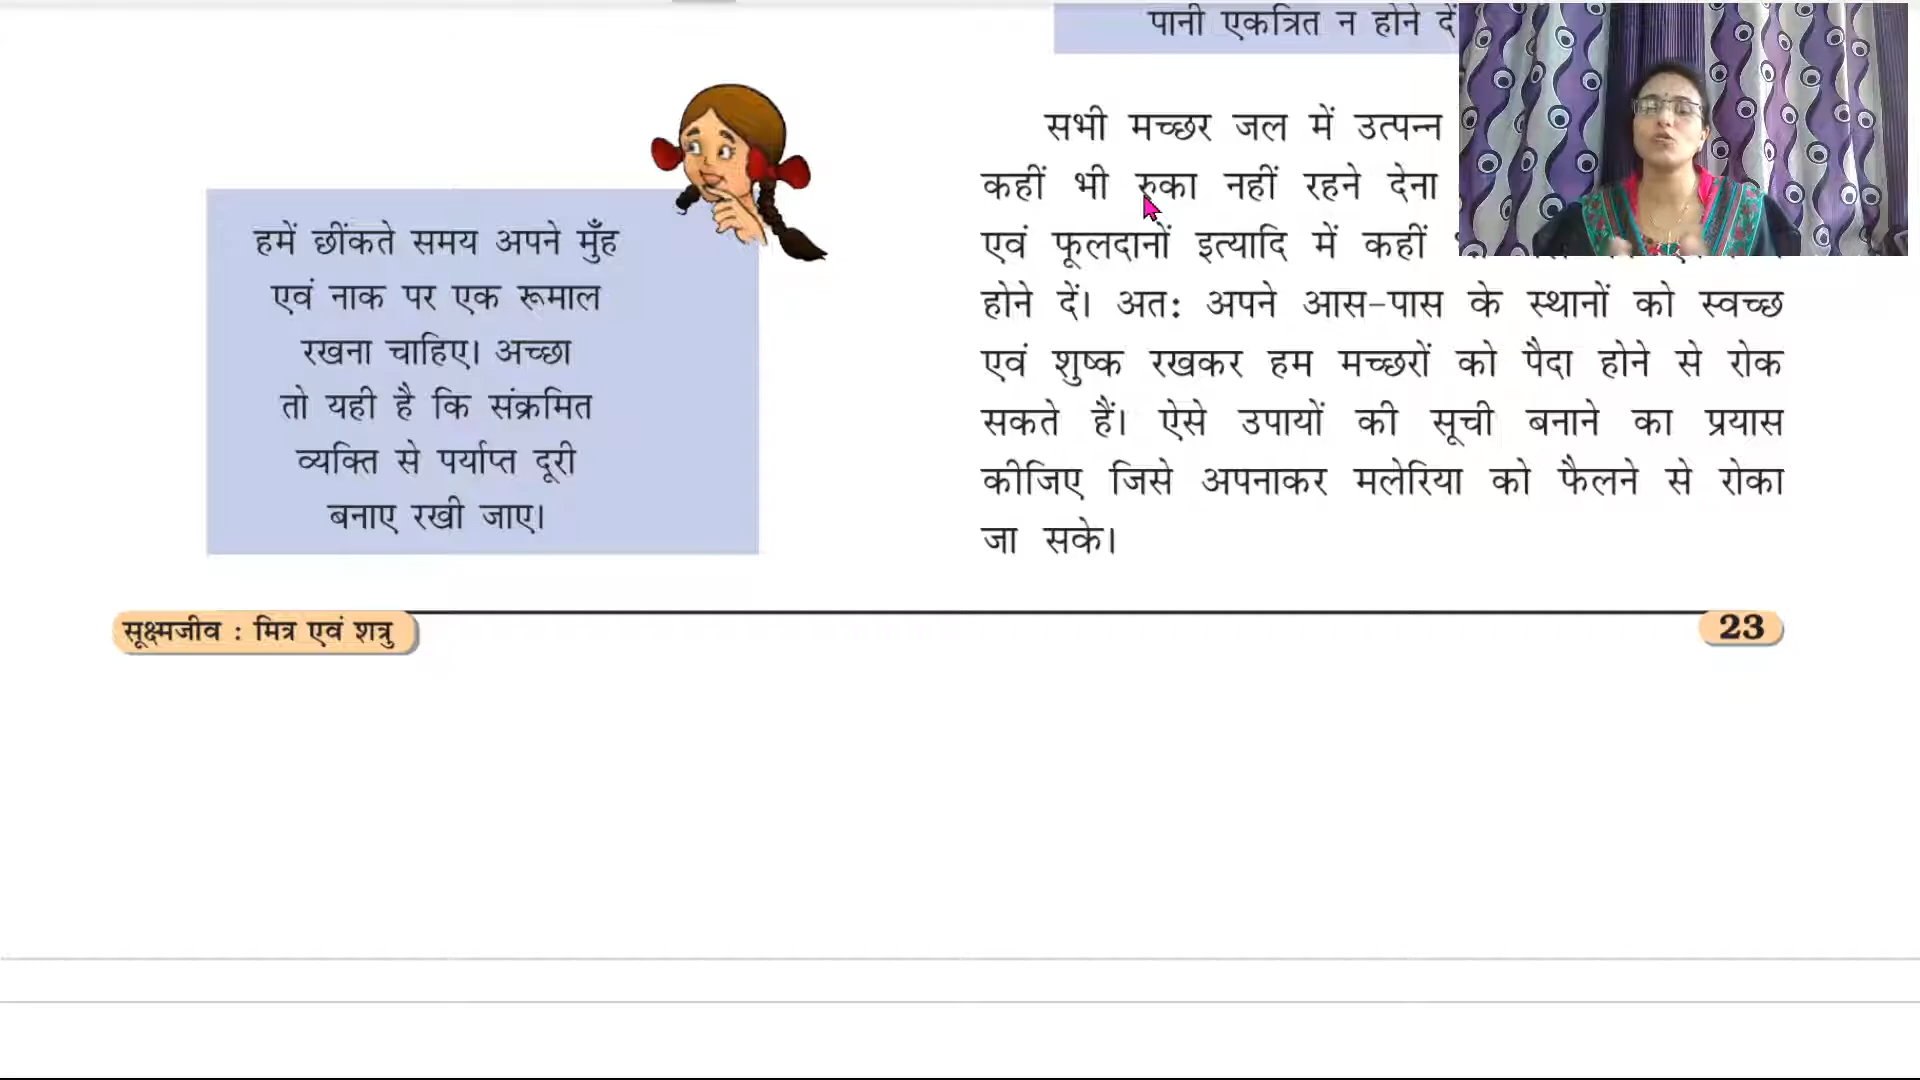 हमें छींकते समय अपने मुँह
एवं नाक पर एक रूमाल
रखना चाहिए। अच्छा
तो यही है कि संक्रमित
व्यक्ति से पर्याप्त दूरी
बनाए रखी जाए।
पानी एकत्रित न होने दें
सभी मच्छर जल में उत्पन्न
कहीं भी रुका नहीं रहने देना
एवं फूलदानों इत्यादि में कहीं
होने दें। अत: अपने आस-पास के स्थानों को स्वच्छ
एवं शुष्क रखकर हम मच्छरों को पैदा होने से रोक
सकते हैं। ऐसे उपायों की सूची बनाने का प्रयास
कीजिए जिसे अपनाकर मलेरिया को फैलने से रोका
जा सके।
सूक्ष्मजीव : मित्र एवं शत्रु
23